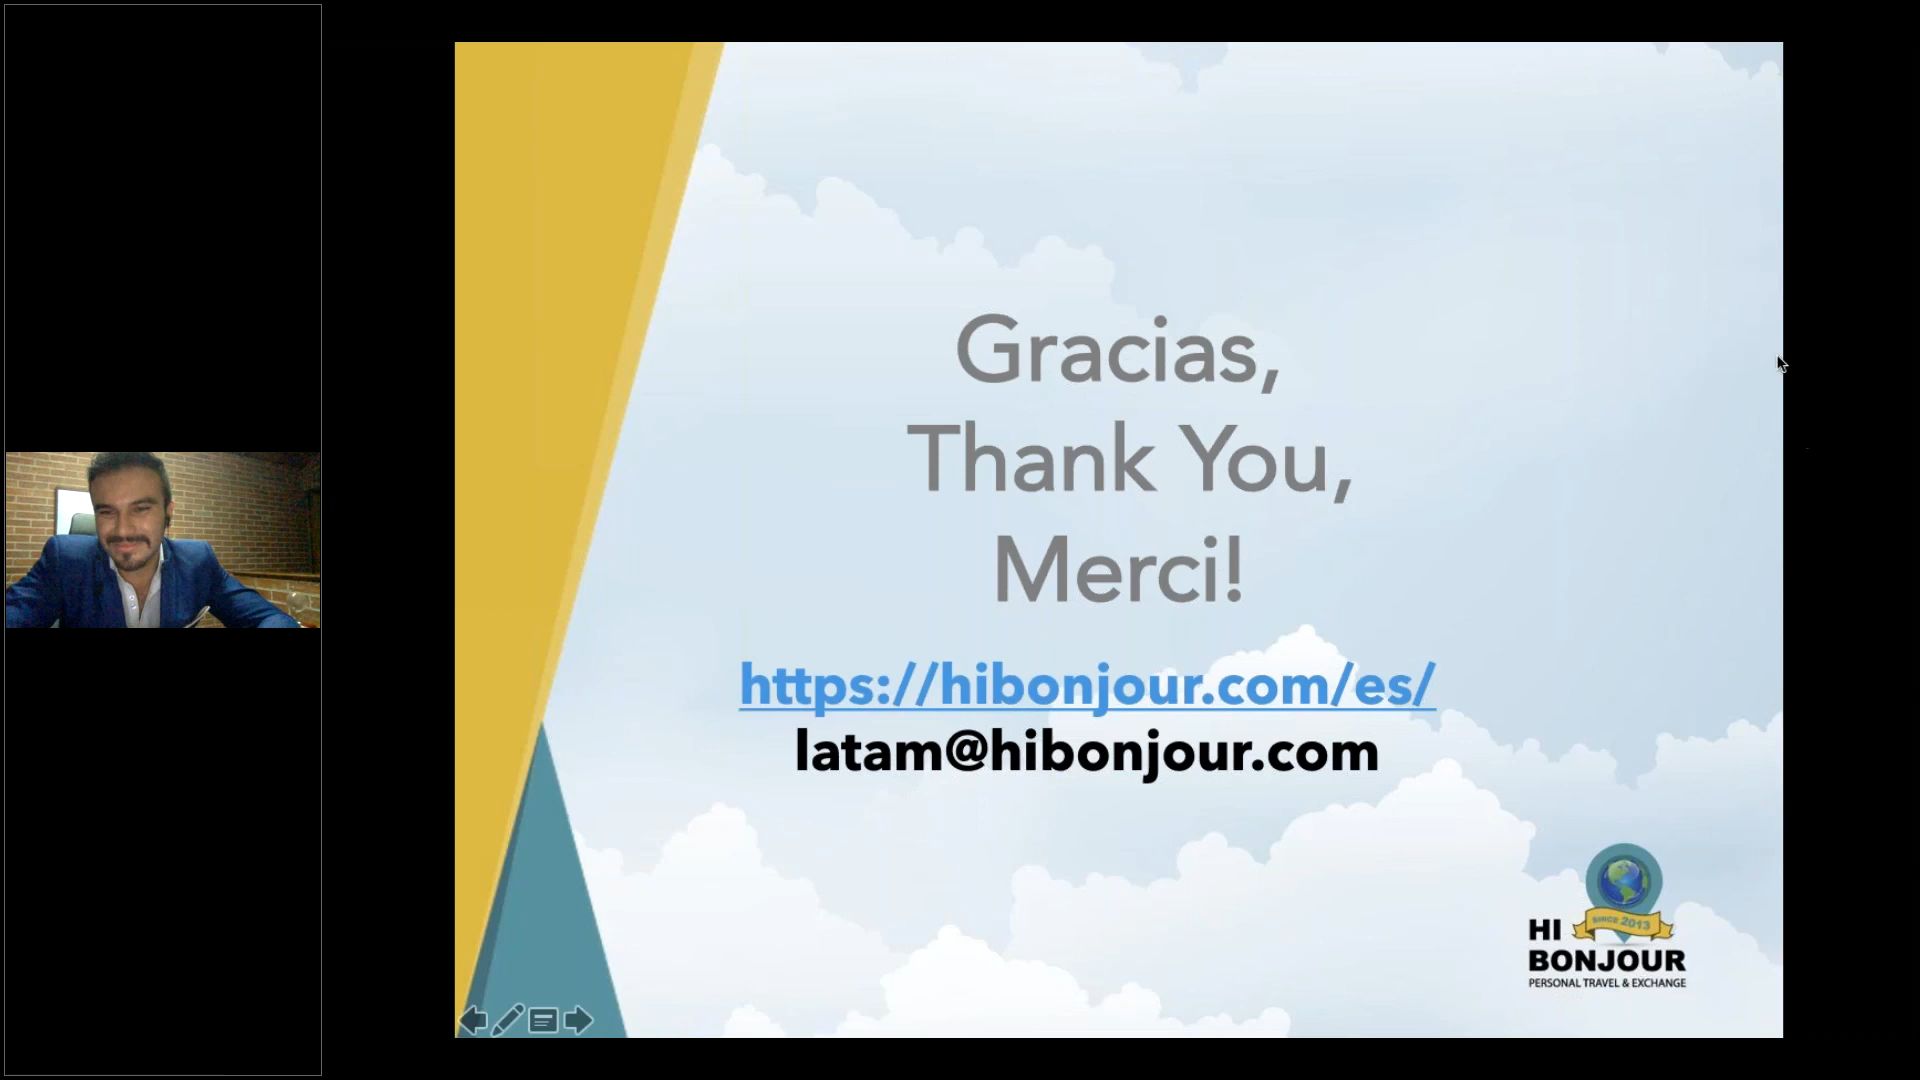 Gracias,
Thank You,
Merci!
https://hibonjour.com/es/
latam@hibonjour.com
SINCE 2013
HI
BONJOUR
PERSONAL TRAVEL & EXCHANGE